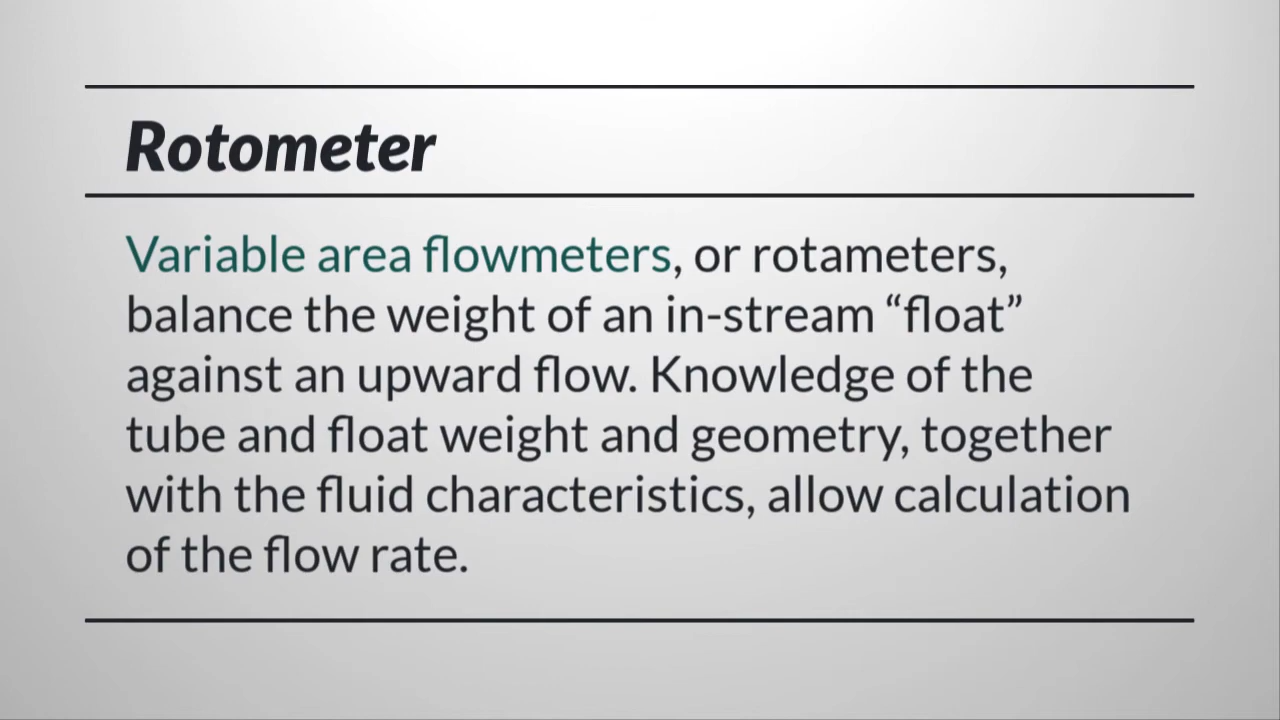 Rotometer
Variable area flowmeters, or rotameters,
balance the weight of an in-stream “float”
against an upward flow. Knowledge of the
tube and float weight and geometry, together
with the fluid characteristics, allow calculation
of the flow rate.